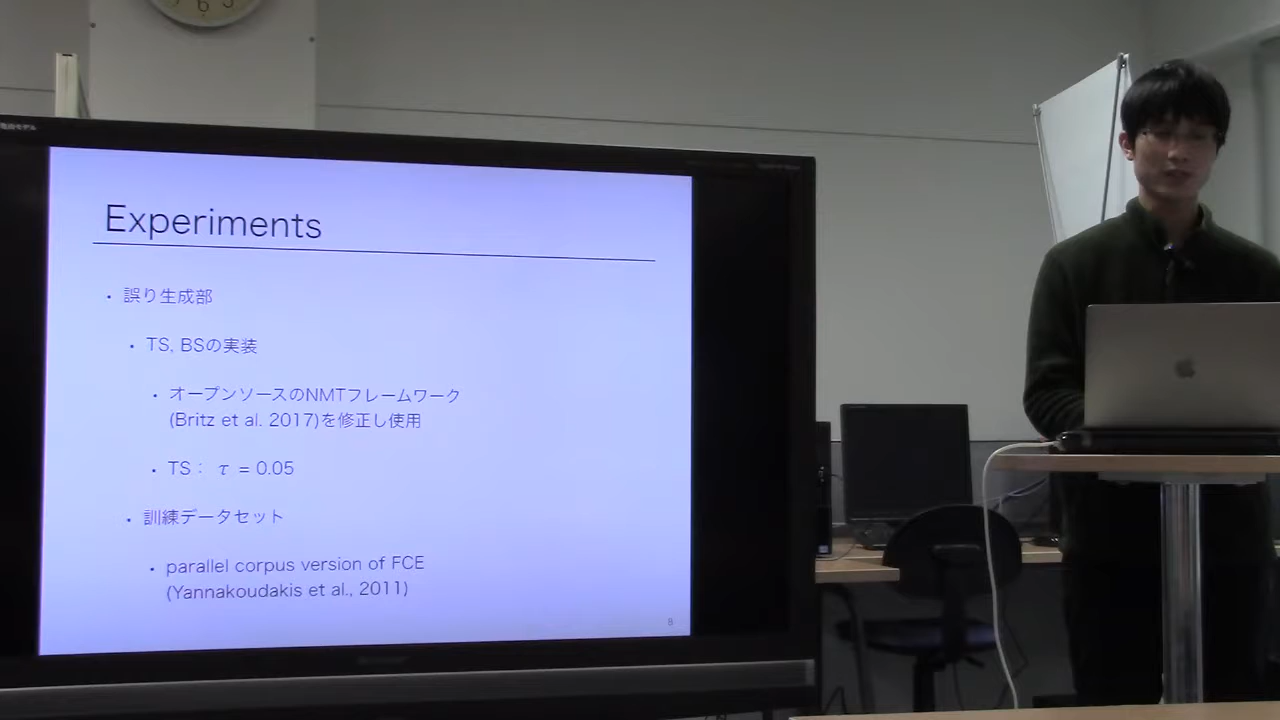 Experiments
・ 誤り生成部
・ TS, BSの実装
・ オープンソースのNMTフレームワーク
(Britz et al. 2017)を修正し使用
・ TS： τ = 0.05
・ 訓練データセット
・ parallel corpus version of FCE
(Yannakoudakis et al., 2011)
8